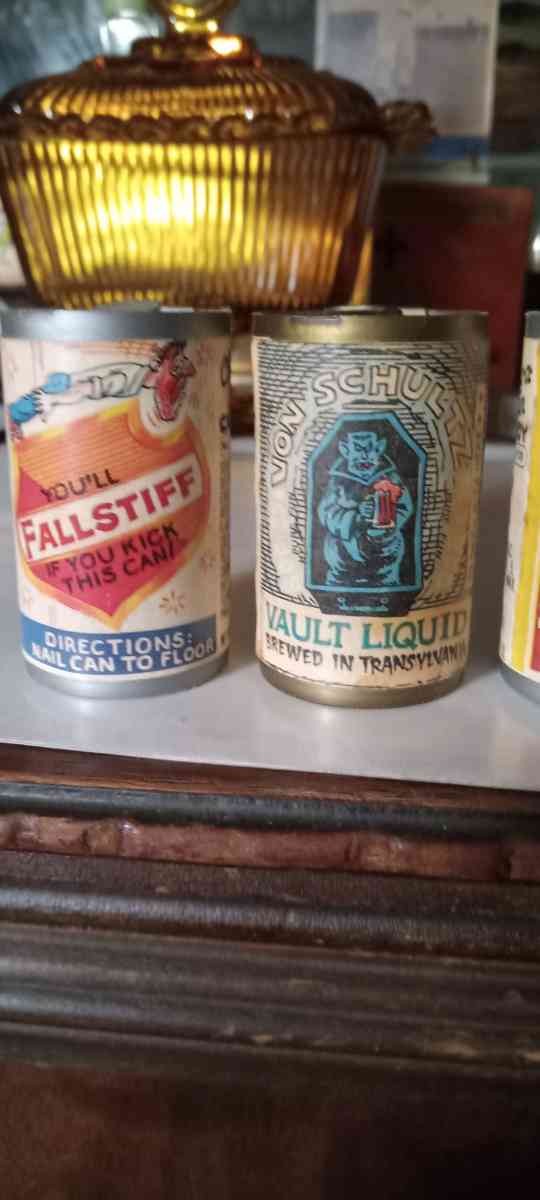 YOU'LL
FALLSTIFF
IF YOU KICK
THIS CAN!
DIRECTIONS:
NAIL CAN TO FLOOR
VON SCHULTZ
VAULT LIQUID
BREWED IN TRANSYLVANIA